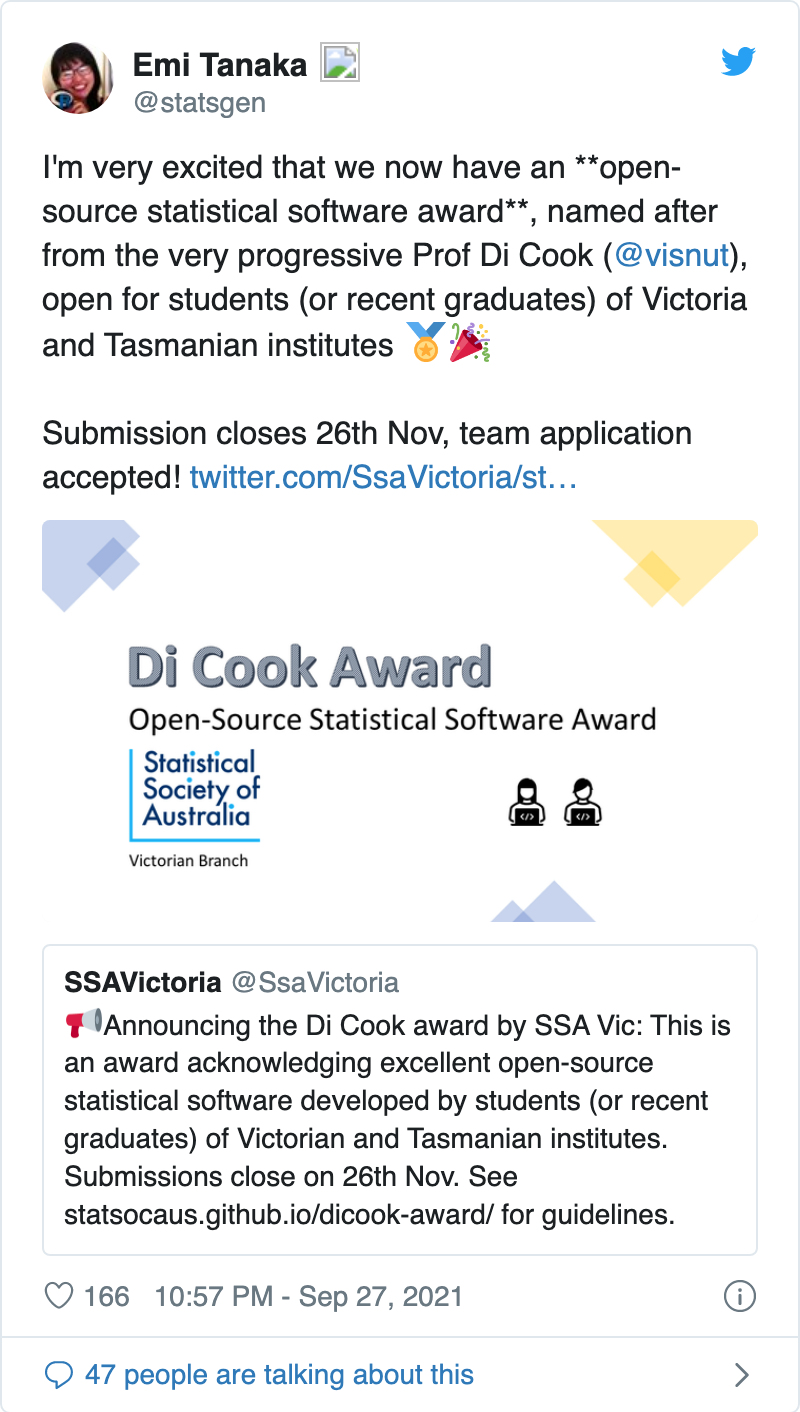 Emi Tanaka
@statsgen
I'm very excited that we now have an **open-
source statistical software award**, named after
from the very progressive Prof Di Cook (@visnut),
open for students (or recent graduates) of Victoria
and Tasmanian institutes 🏅🎉
Submission closes 26th Nov, team application
accepted! twitter.com/SsaVictoria/st…
Di Cook Award
Open-Source Statistical Software Award
Statistical
Society of
Australia
Victorian Branch
</>
</>
SSAVictoria @SsaVictoria
📢Announcing the Di Cook award by SSA Vic: This is
an award acknowledging excellent open-source
statistical software developed by students (or recent
graduates) of Victorian and Tasmanian institutes.
Submissions close on 26th Nov. See
statsocaus.github.io/dicook-award/ for guidelines.
166 10:57 PM - Sep 27, 2021
47 people are talking about this